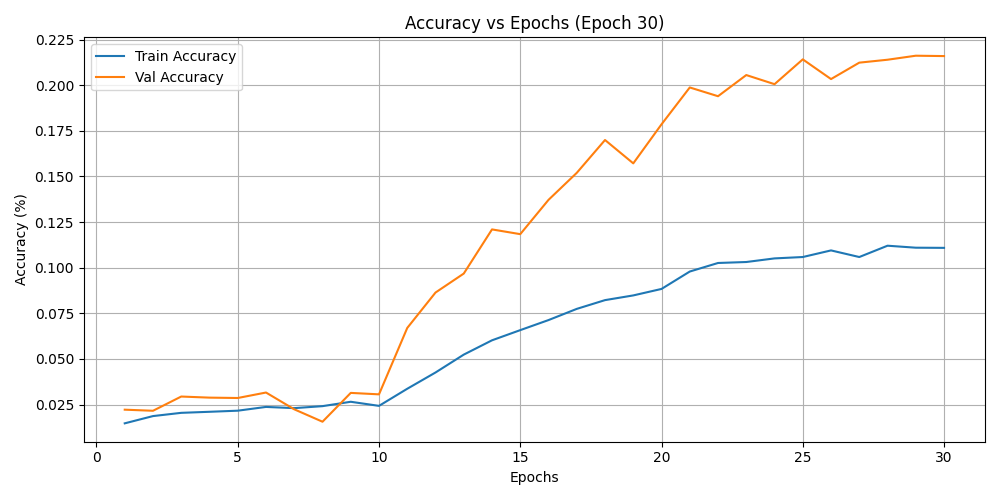 Accuracy vs Epochs (Epoch 30)
Train Accuracy
Val Accuracy
Accuracy (%)
0.225
0.200
0.175
0.150
0.125
0.100
0.075
0.050
0.025
0 5 10 15 20 25 30
Epochs